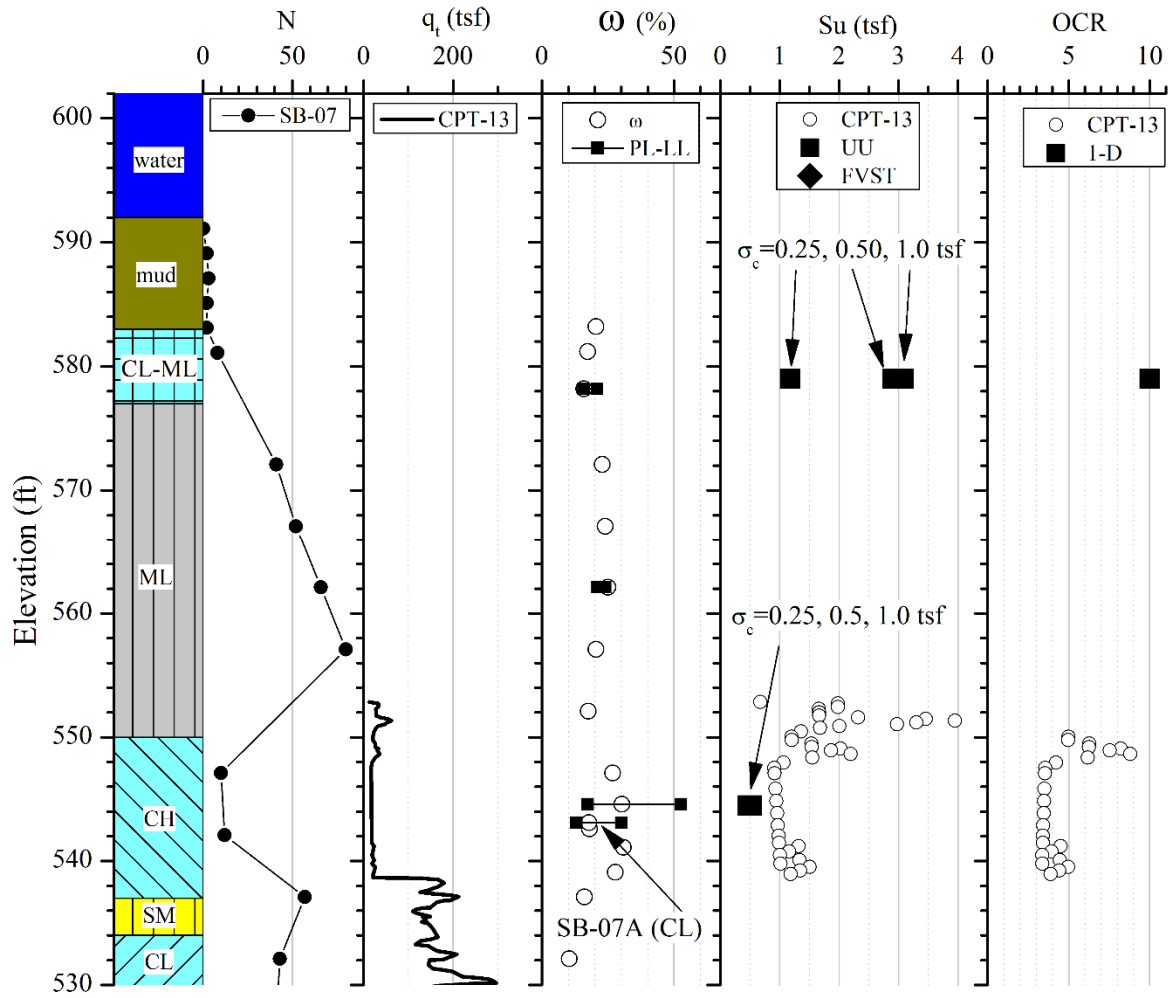 N q_t (tsf) ω (%) Su (tsf) OCR
0 50 0 200 0 50 0 1 2 3 4 0 5 10
SB-07 CPT-13 ω CPT-13 CPT-13
PL-LL UU 1-D
FVST
600
water
590
mud
σ_c=0.25, 0.50, 1.0 tsf
580
CL-ML
570
Elevation (ft)
ML
560
σ_c=0.25, 0.5, 1.0 tsf
550
CH
540
SB-07A (CL)
SM
CL
530